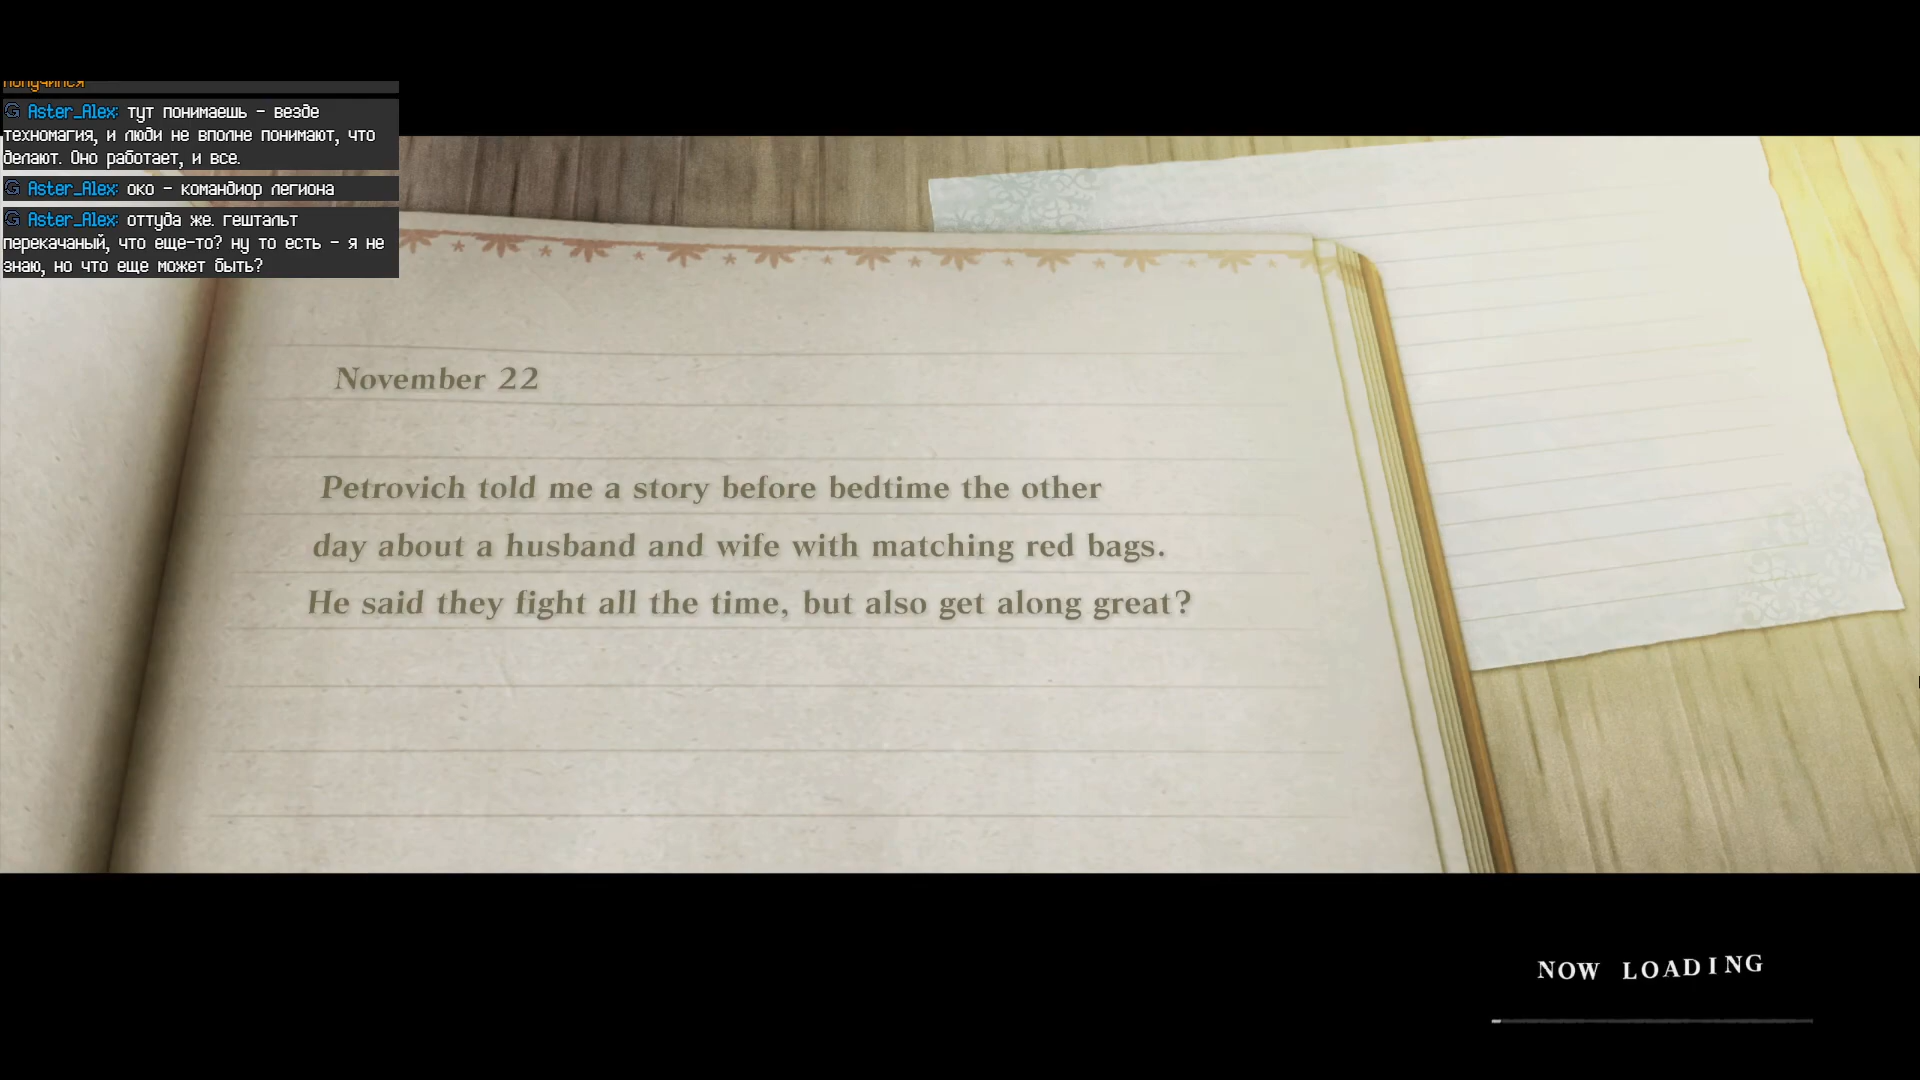 получился
Aster_Alex: тут понимаешь - везде
техномагия, и люди не вполне понимают, что
делают. Оно работает, и все.
Aster_Alex: око - командиор легиона
Aster_Alex: оттуда же. гештальт
перекачаный, что еще-то? ну то есть - я не
знаю, но что еще может быть?
November 22
Petrovich told me a story before bedtime the other
day about a husband and wife with matching red bags.
He said they fight all the time, but also get along great?
NOW LOADING